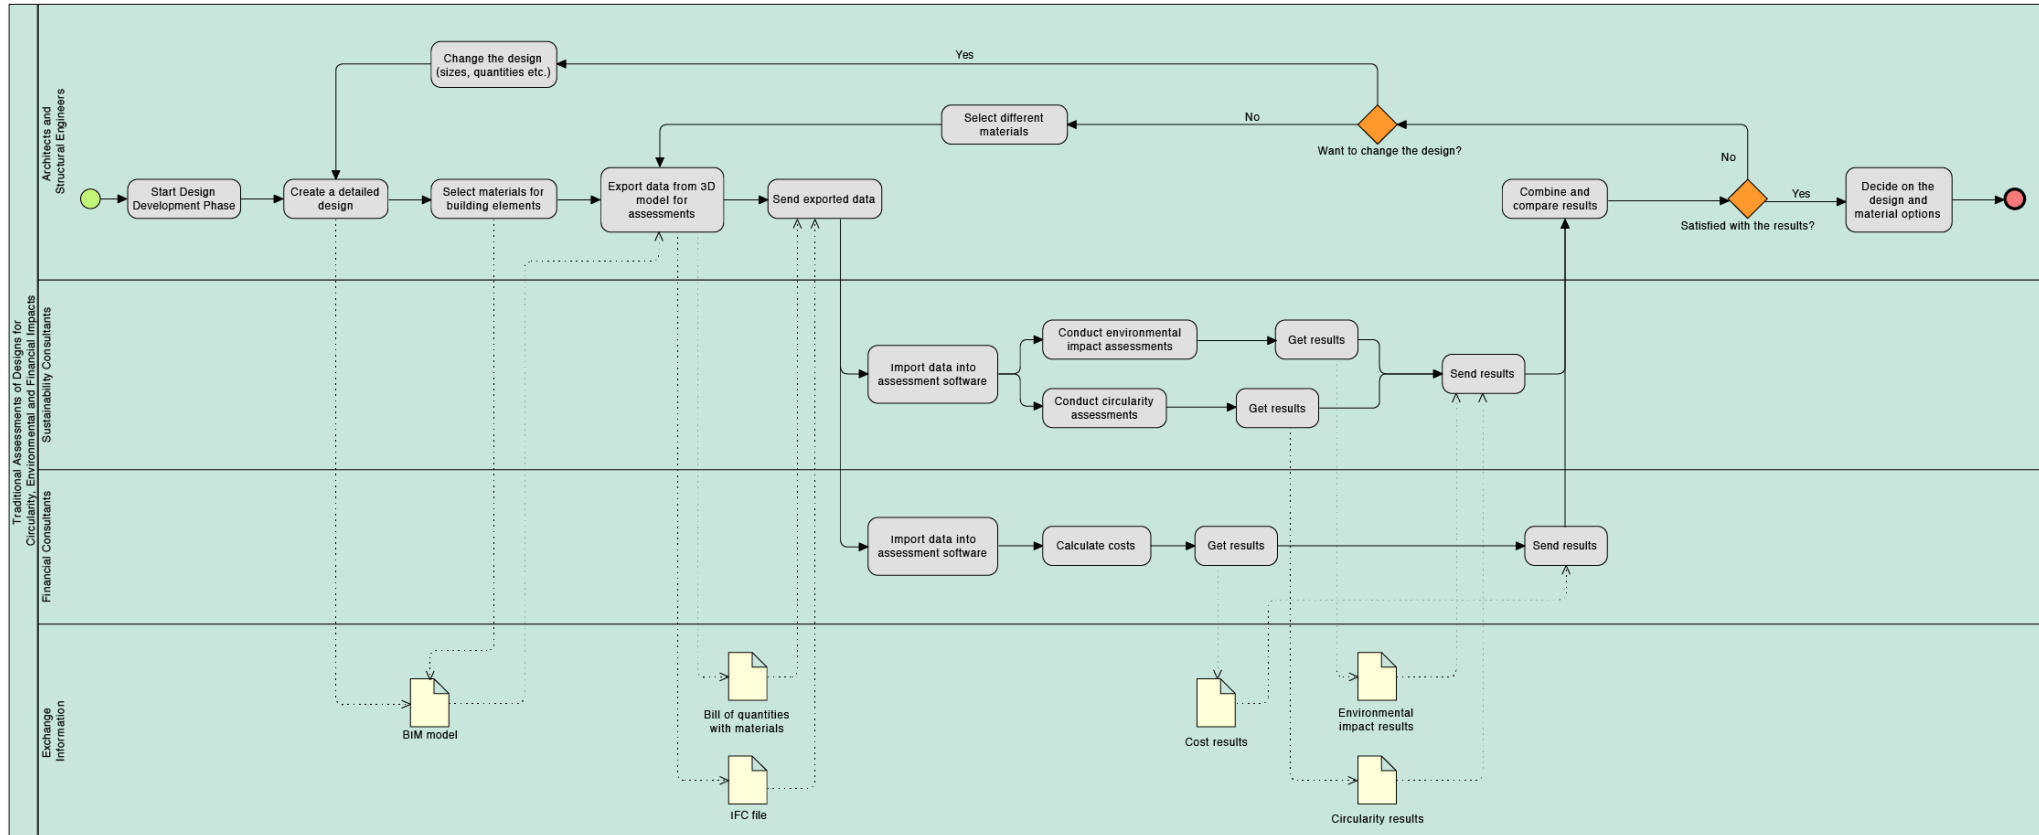 Traditional Assessments of Designs for
Circularity, Environmental and Financial Impacts
Architects and
Structural Engineers
Change the design
(sizes, quantities etc.)
Yes
Select different
materials
No
Want to change the design?
No
Start Design
Development Phase
Create a detailed
design
Select materials for
building elements
Export data from 3D
model for
assessments
Send exported data
Combine and
compare results
Satisfied with the results?
Yes
Decide on the
design and
material options
Sustainability Consultants
Import data into
assessment software
Conduct environmental
impact assessments
Get results
Conduct circularity
assessments
Get results
Send results
Financial Consultants
Import data into
assessment software
Calculate costs
Get results
Send results
Exchange
Information
BIM model
Bill of quantities
with materials
IFC file
Cost results
Environmental
impact results
Circularity results